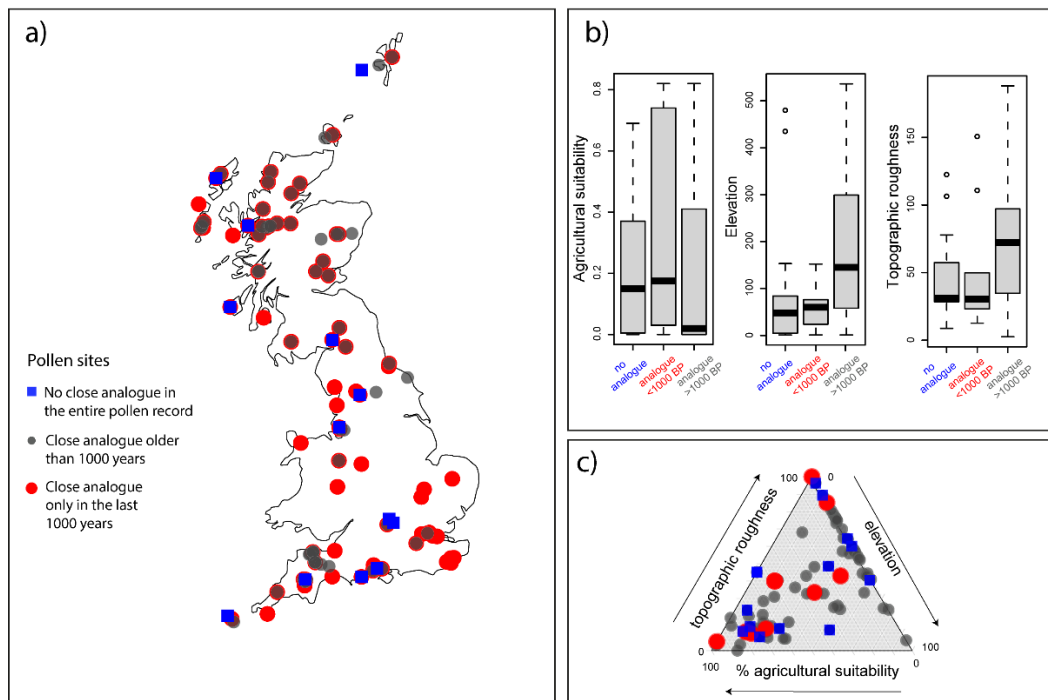 a)
Pollen sites
No close analogue in
the entire pollen record
Close analogue older
than 1000 years
Close analogue
only in the last
1000 years
b)
Agricultural suitability
0.0
0.2
0.4
0.6
0.8
no
analogue
analogue
<1000 BP
analogue
>1000 BP
Elevation
0
100
200
300
400
500
no
analogue
analogue
<1000 BP
analogue
>1000 BP
Topographic roughness
0
50
100
150
no
analogue
analogue
<1000 BP
analogue
>1000 BP
c)
100
0
topographic roughness
elevation
0
100
100
0
% agricultural suitability